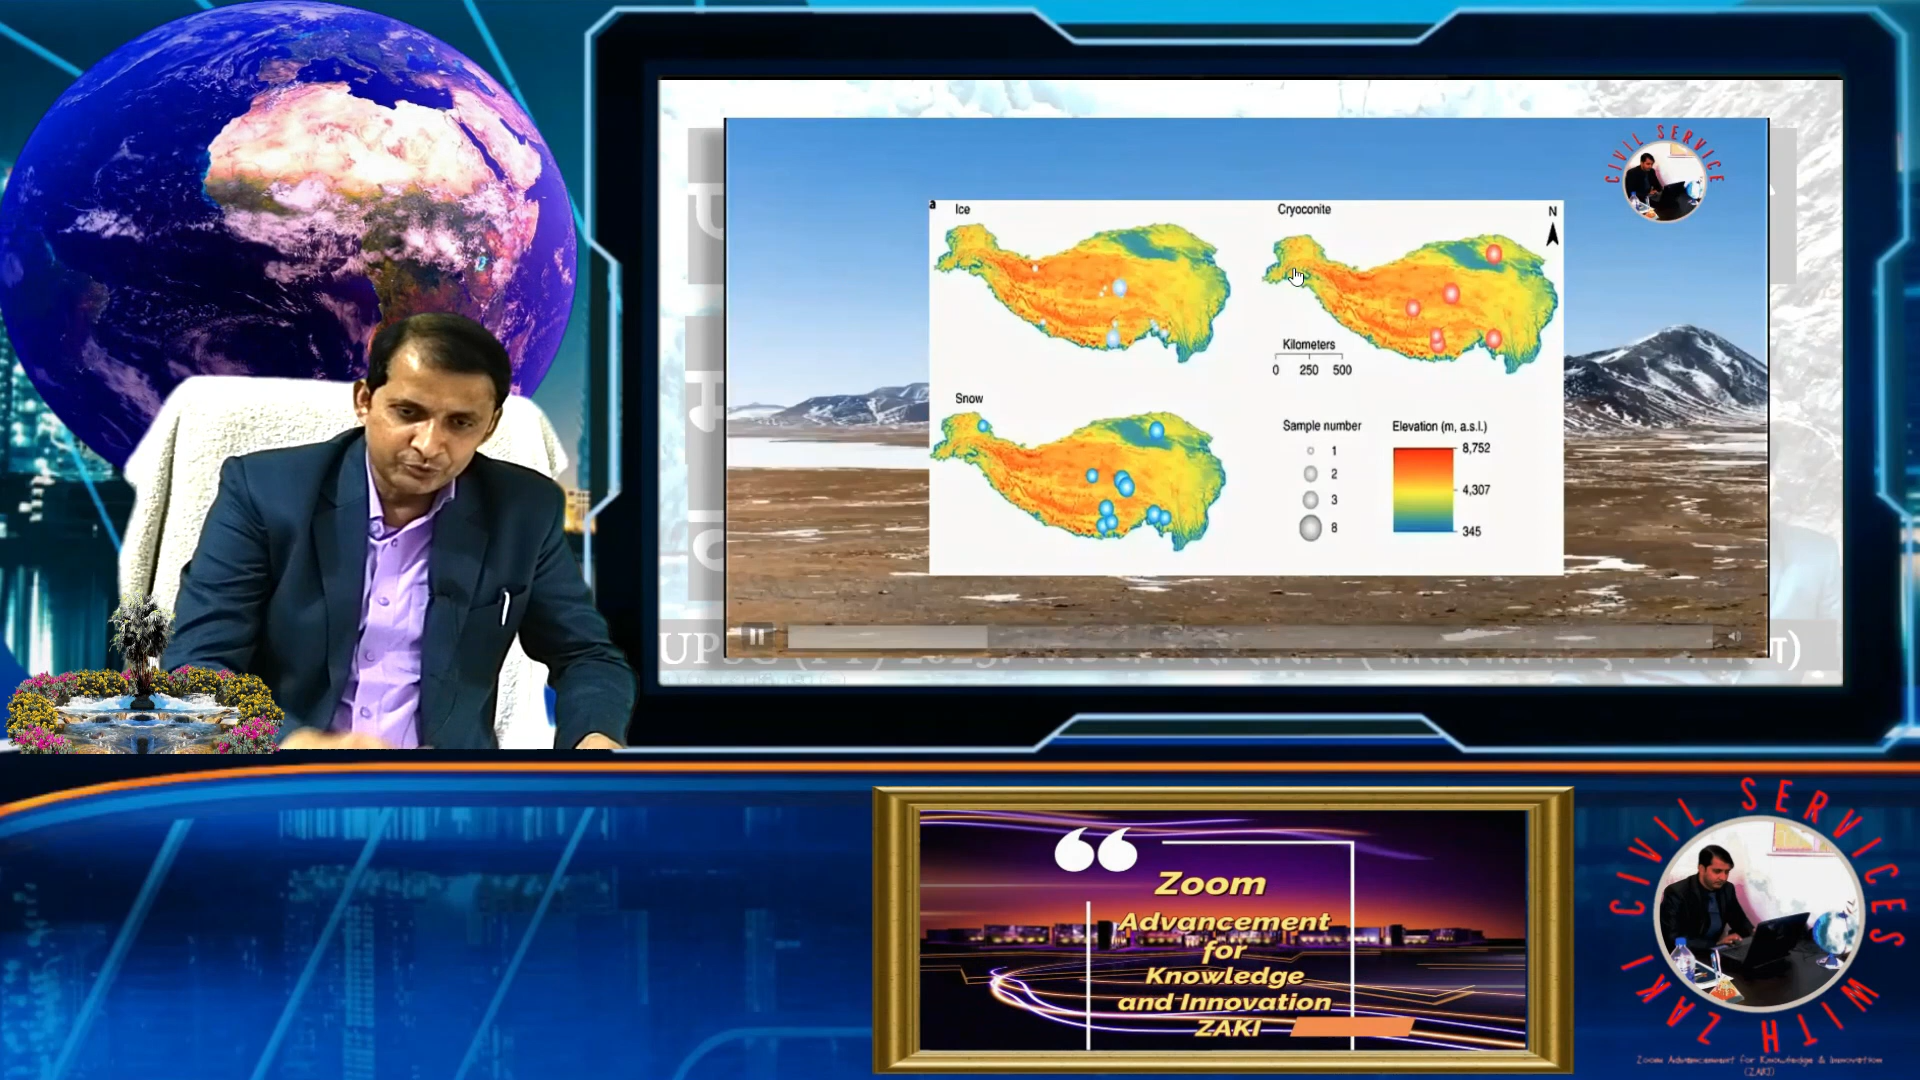 CIVIL SERVICE
a
Ice
Cryoconite
N
Kilometers
0 250 500
Snow
Sample number
1
2
3
8
Elevation (m, a.s.l.)
8,752
4,307
345
Zoom
Advancement
for
Knowledge
and Innovation
ZAKI
CIVIL SERVICES WITH ZAKI
Zoom Advancement for Knowledge & Innovation
(ZAKI)